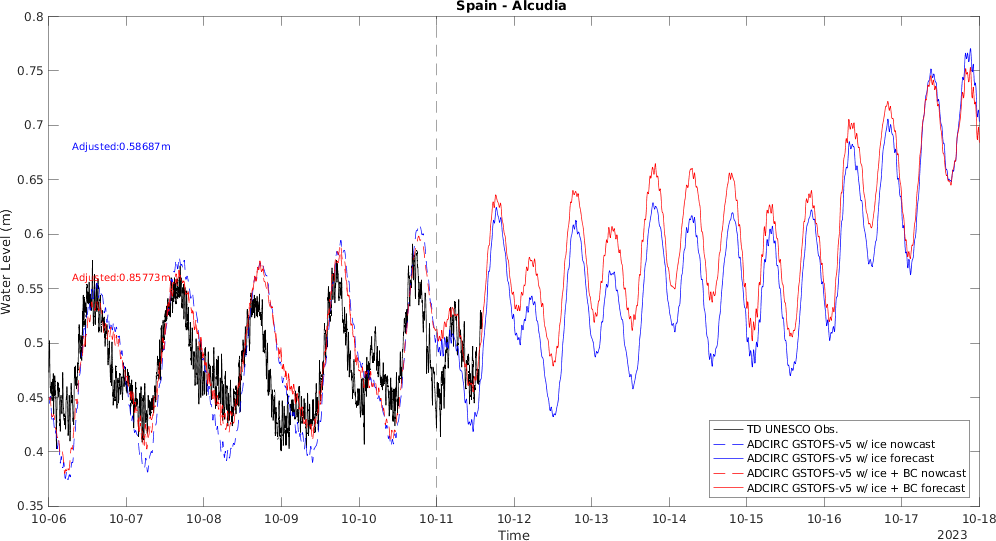 Spain - Alcudia
0.8
0.75
0.7
0.65
0.6
0.55
0.5
0.45
0.4
0.35
Water Level (m)
Adjusted:0.58687m
Adjusted:0.85773m
TD UNESCO Obs.
ADCIRC GSTOFS-v5 w/ ice nowcast
ADCIRC GSTOFS-v5 w/ ice forecast
ADCIRC GSTOFS-v5 w/ ice + BC nowcast
ADCIRC GSTOFS-v5 w/ ice + BC forecast
10-06 10-07 10-08 10-09 10-10 10-11 10-12 10-13 10-14 10-15 10-16 10-17 10-18
Time
2023